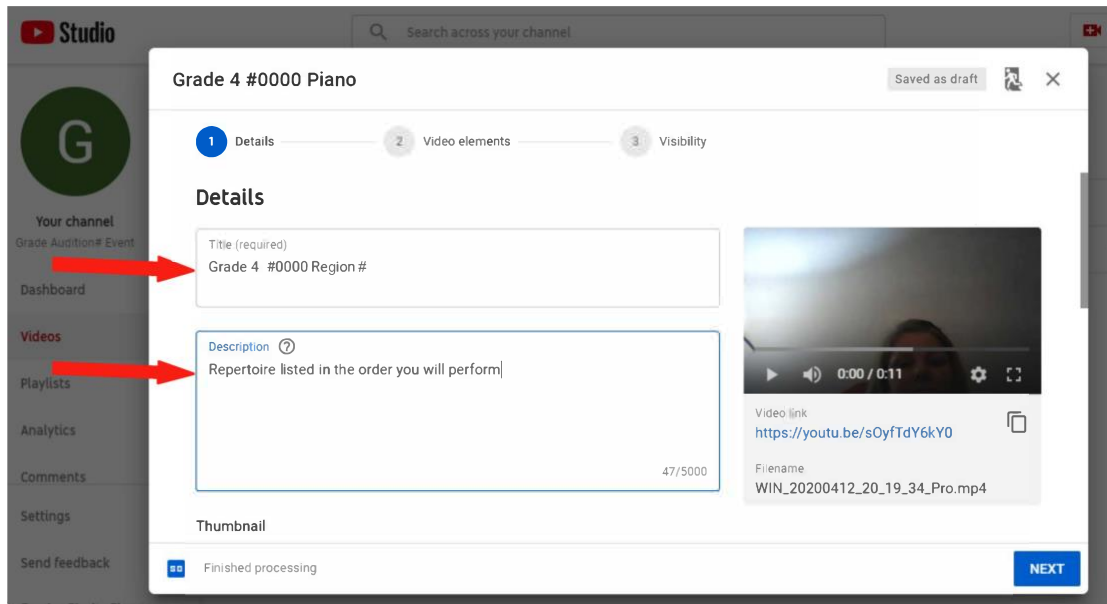 Studio
Search across your channel
Grade 4 #0000 Piano
Saved as draft
1 Details
2 Video elements
3 Visibility
G
Your channel
Grade Audition# Event
Dashboard
Videos
Playlists
Analytics
Comments
Settings
Send feedback
Details
Title (required)
Grade 4 #0000 Region #
Description ?
Repertoire listed in the order you will perform
47/5000
0:00 / 0:11
Video link
https://youtu.be/sOyfTdY6kY0
Filename
WIN_20200412_20_19_34_Pro.mp4
Thumbnail
SD
Finished processing
NEXT